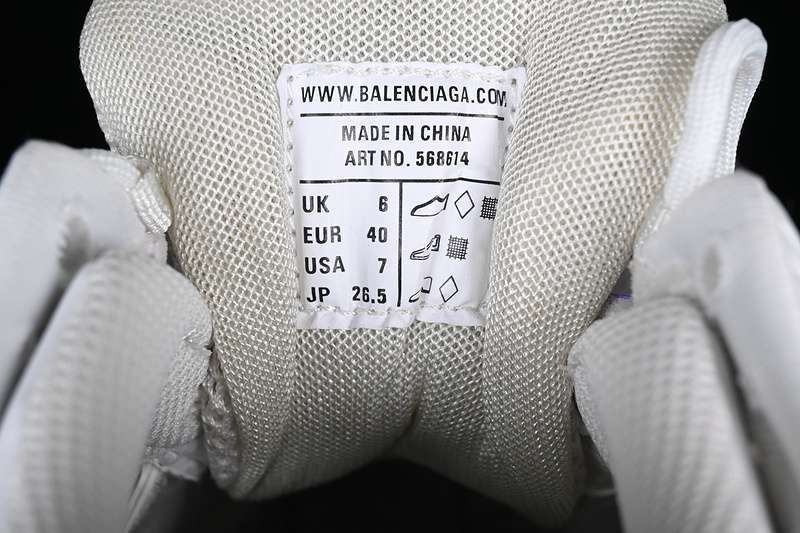 WWW.BALENCIAGA.COM
MADE IN CHINA
ART NO. 568614
UK 6
EUR 40
USA 7
JP 26.5